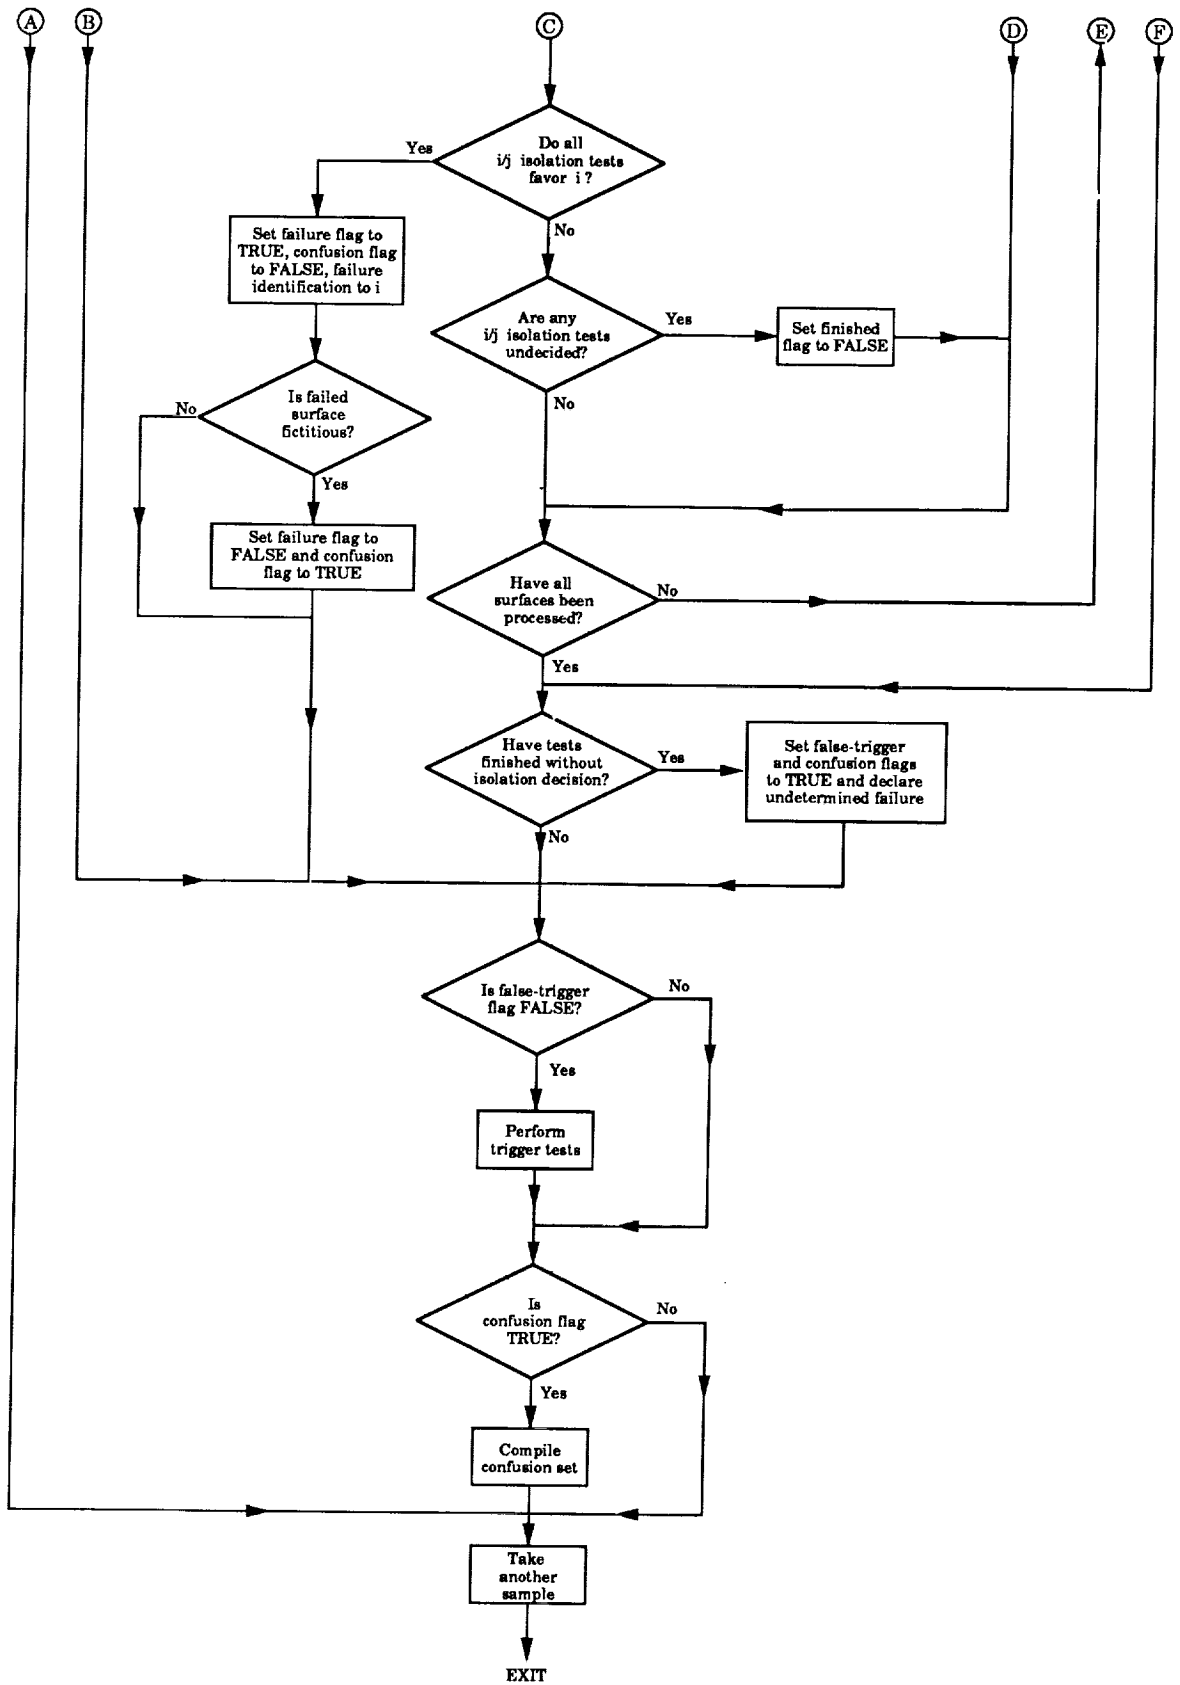 A
B
C
D
E
F
Do all
i/j isolation tests
favor i ?
Yes
No
Set failure flag to
TRUE, confusion flag
to FALSE, failure
identification to i
Are any
i/j isolation tests
undecided?
Yes
No
Set finished
flag to FALSE
Is failed
surface
fictitious?
No
Yes
Set failure flag to
FALSE and confusion
flag to TRUE
Have all
surfaces been
processed?
No
Yes
Have tests
finished without
isolation decision?
Yes
No
Set false-trigger
and confusion flags
to TRUE and declare
undetermined failure
Is false-trigger
flag FALSE?
No
Yes
Perform
trigger tests
Is
confusion flag
TRUE?
No
Yes
Compile
confusion set
Take
another
sample
EXIT